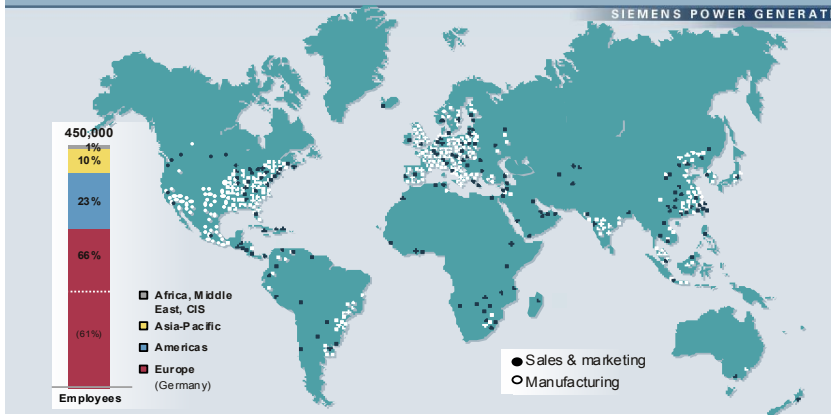 SIEMENS POWER GENERAT
450,000
1%
10%
23%
66%
(61%)
Employees
Africa, Middle
East, CIS
Asia-Pacific
Americas
Europe
(Germany)
Sales & marketing
Manufacturing